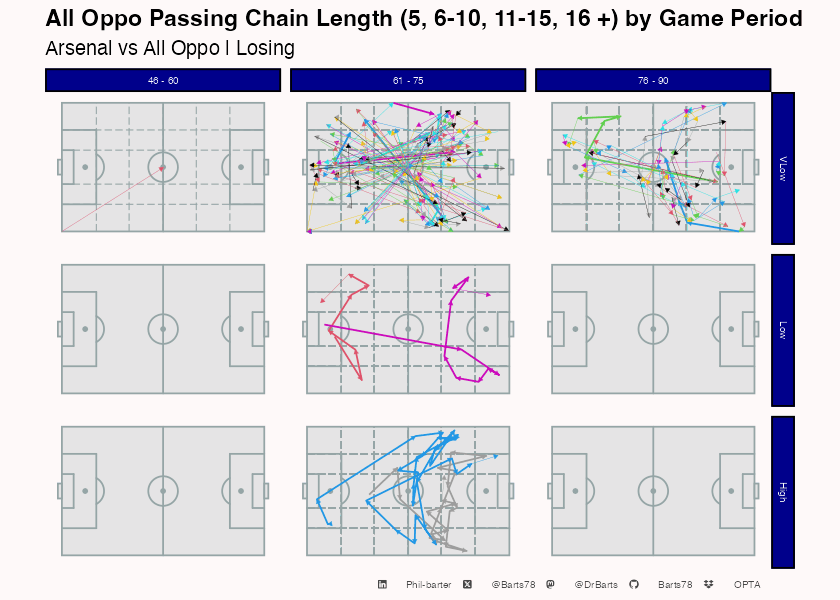 All Oppo Passing Chain Length (5, 6-10, 11-15, 16 +) by Game Period
Arsenal vs All Oppo I Losing
46 - 60
61 - 75
76 - 90
V.Low
Low
High
Phil-barter @Barts78 @DrBarts Barts78 OPTA